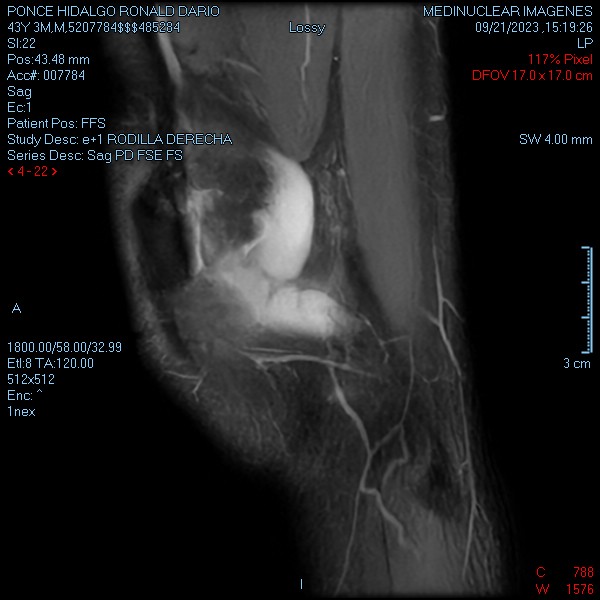 PONCE HIDALGO RONALD DARIO
43Y 3M,M,5207784$$$485284
SI:22
Pos:43.48 mm
Acc#: 007784
Sag
Ec:1
Patient Pos: FFS
Study Desc: e+1 RODILLA DERECHA
Series Desc: Sag PD FSE FS
< 4 - 22 >
Lossy
MEDINUCLEAR IMAGENES
09/21/2023 ,15:19:26
LP
117% Pixel
DFOV 17.0 x 17.0 cm
SW 4.00 mm
A
3 cm
1800.00/58.00/32.99
Etl:8 TA:120.00
512x512
Enc: ^
1nex
I
C 788
W 1576